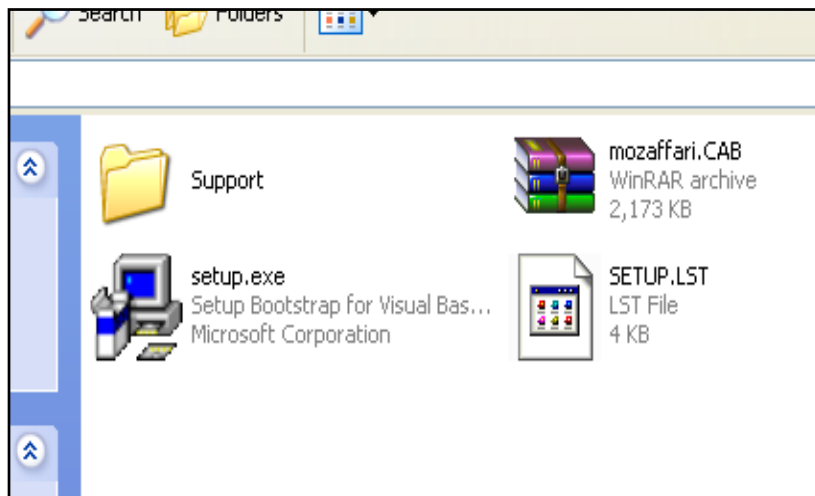 Search
Folders
Support
mozaffari.CAB
WinRAR archive
2,173 KB
setup.exe
Setup Bootstrap for Visual Bas...
Microsoft Corporation
SETUP.LST
LST File
4 KB